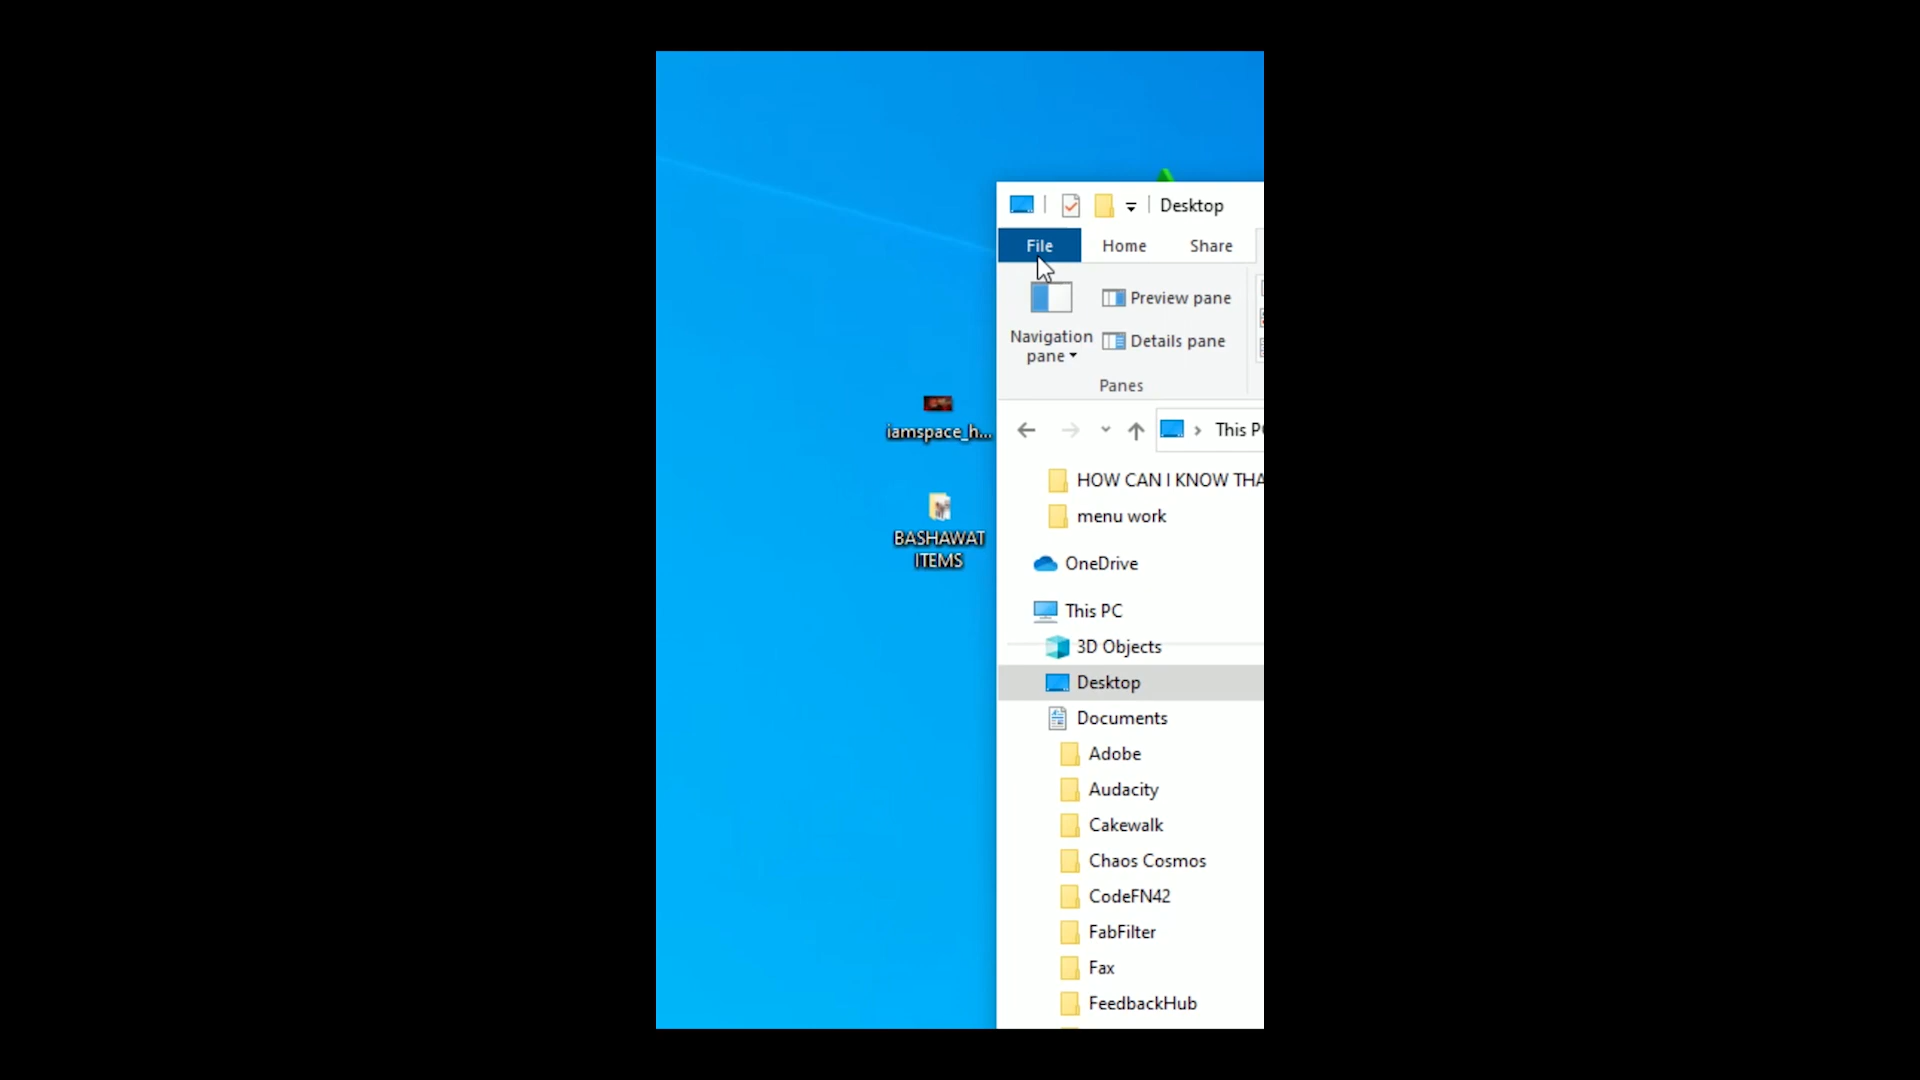 Desktop
File Home Share
Preview pane
Navigation
pane
Details pane
Panes
iamspace_h...
This P
HOW CAN I KNOW THA
menu work
BASHAWAT
ITEMS
OneDrive
This PC
3D Objects
Desktop
Documents
Adobe
Audacity
Cakewalk
Chaos Cosmos
CodeFN42
FabFilter
Fax
FeedbackHub